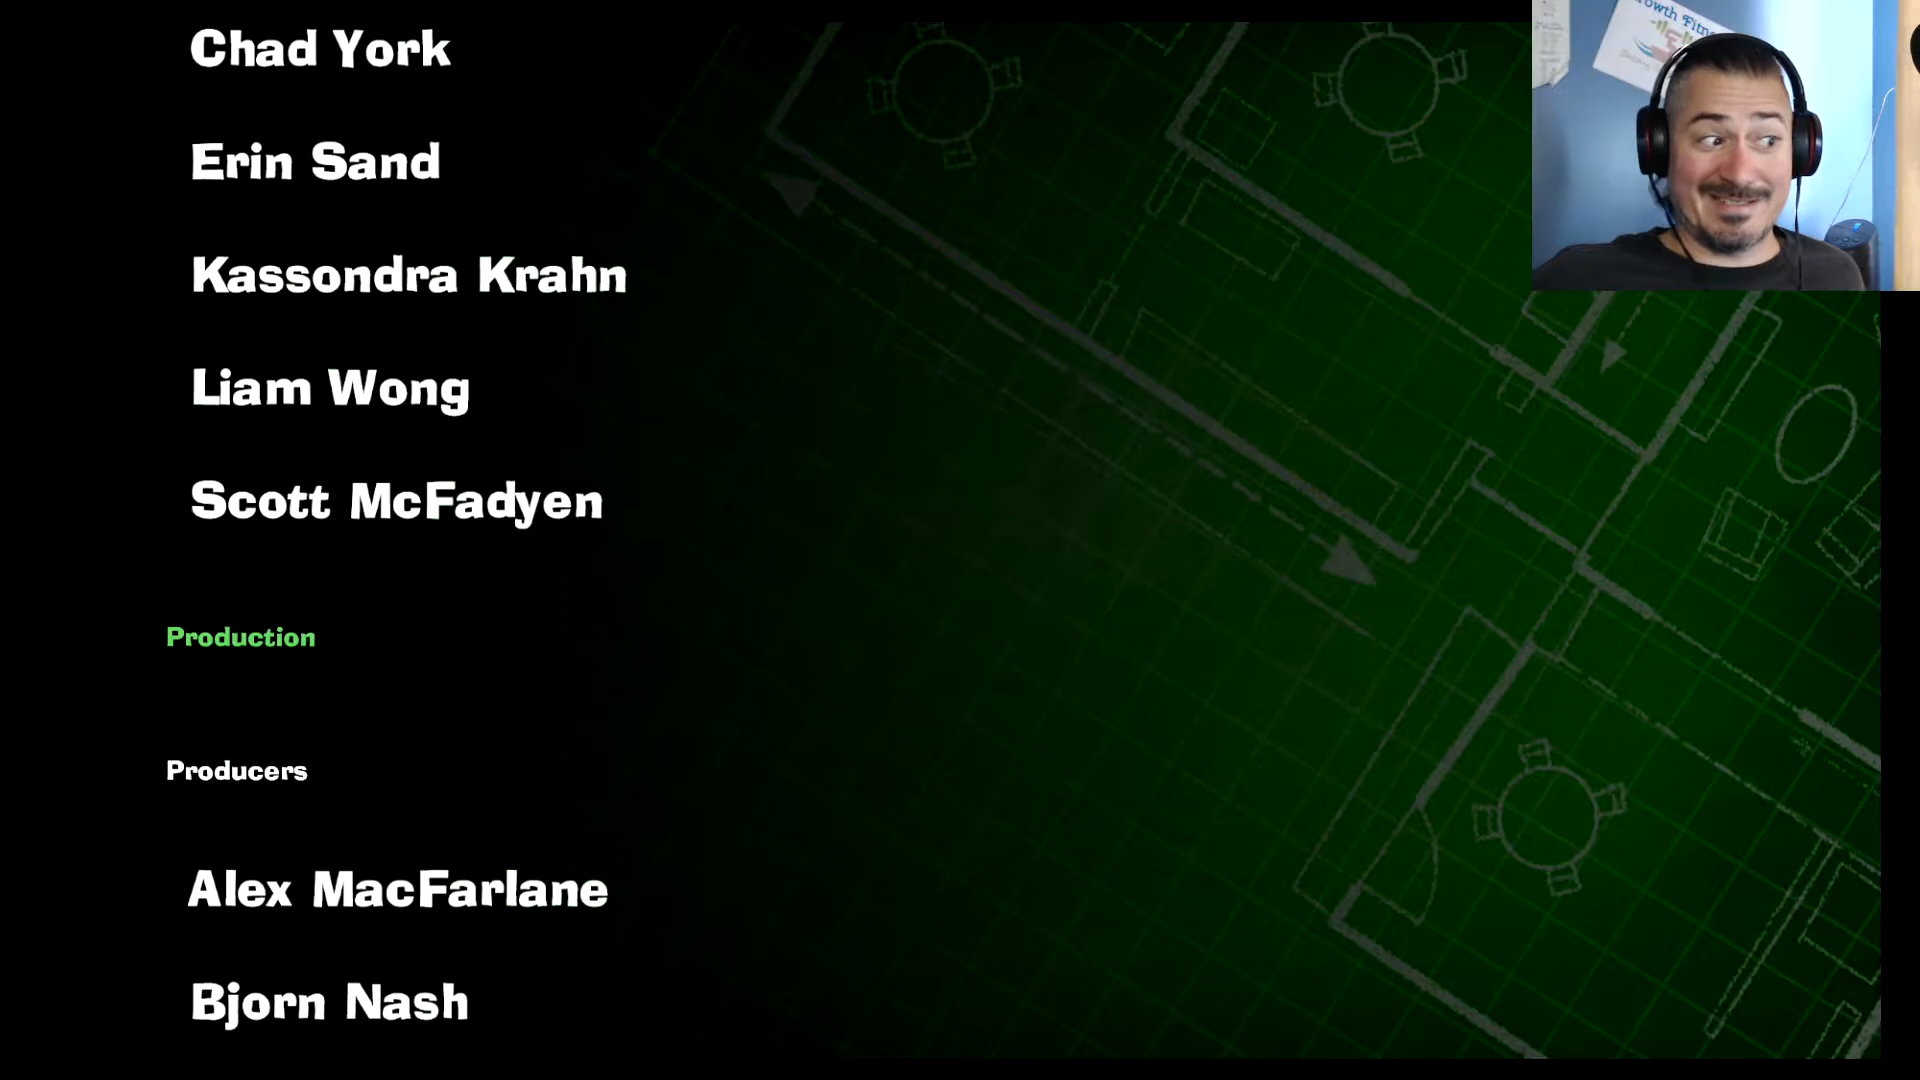 Chad York
Erin Sand
Kassondra Krahn
Liam Wong
Scott McFadyen
Production
Producers
Alex MacFarlane
Bjorn Nash